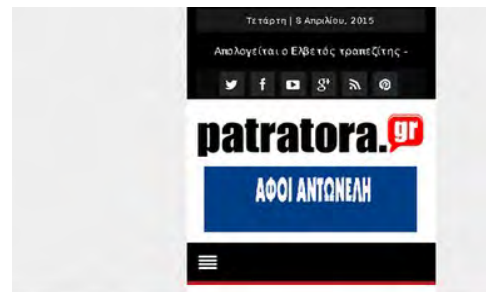 Τετάρτη | 8 Απριλίου, 2015
Απολογείται ο Ελβετός τραπεζίτης -
patratora.gr
ΑΦΟΙ ΑΝΤΩΝΕΛΗ